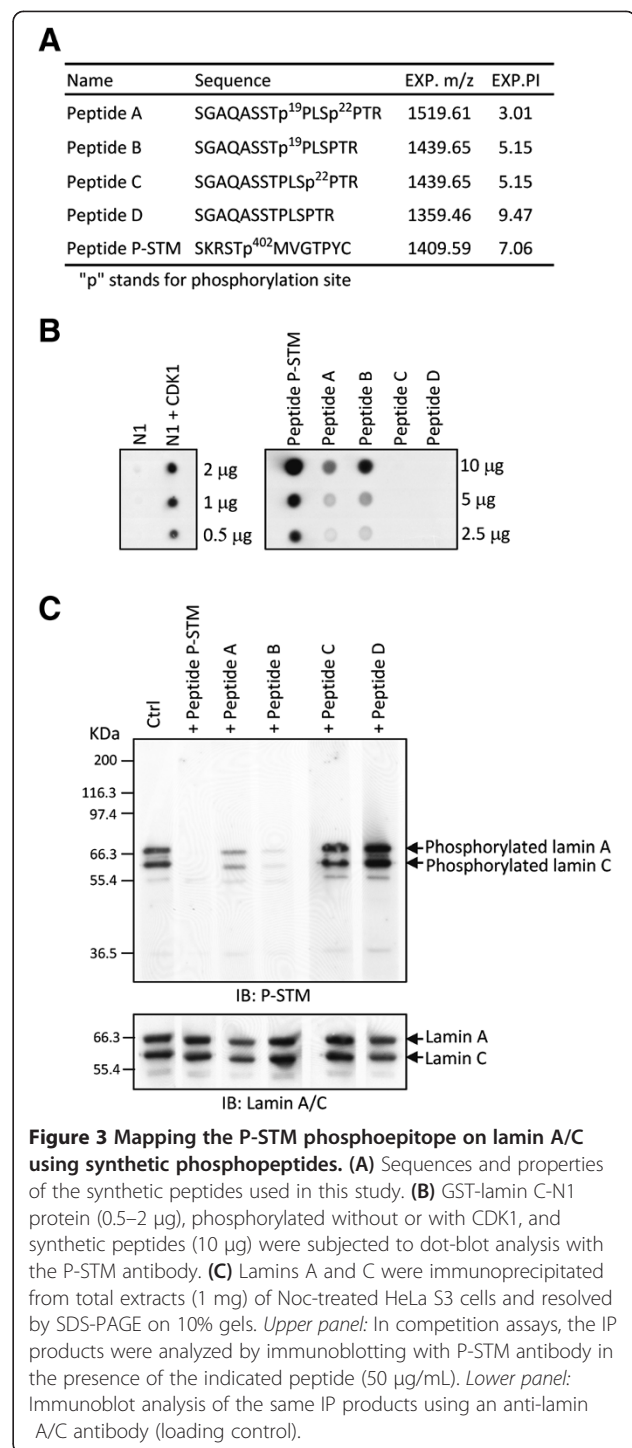 A
Name Sequence EXP. m/z EXP.PI
Peptide A SGAQASSTp¹⁹PLSp²²PTR 1519.61 3.01
Peptide B SGAQASSTp¹⁹PLSPTR 1439.65 5.15
Peptide C SGAQASSTPLSp²²PTR 1439.65 5.15
Peptide D SGAQASSTPLSPTR 1359.46 9.47
Peptide P-STM SKRSTp⁴⁰²MVGTPYC 1409.59 7.06
"p" stands for phosphorylation site
B
N1
N1 + CDK1
2 µg
1 µg
0.5 µg
Peptide P-STM
Peptide A
Peptide B
Peptide C
Peptide D
10 µg
5 µg
2.5 µg
C
Ctrl
+ Peptide P-STM
+ Peptide A
+ Peptide B
+ Peptide C
+ Peptide D
KDa
200
116.3
97.4
66.3
55.4
36.5
Phosphorylated lamin A
Phosphorylated lamin C
IB: P-STM
66.3
55.4
Lamin A
Lamin C
IB: Lamin A/C
Figure 3 Mapping the P-STM phosphoepitope on lamin A/C
using synthetic phosphopeptides. (A) Sequences and properties
of the synthetic peptides used in this study. (B) GST-lamin C-N1
protein (0.5–2 µg), phosphorylated without or with CDK1, and
synthetic peptides (10 µg) were subjected to dot-blot analysis with
the P-STM antibody. (C) Lamins A and C were immunoprecipitated
from total extracts (1 mg) of Noc-treated HeLa S3 cells and resolved
by SDS-PAGE on 10% gels. Upper panel: In competition assays, the IP
products were analyzed by immunoblotting with P-STM antibody in
the presence of the indicated peptide (50 µg/mL). Lower panel:
Immunoblot analysis of the same IP products using an anti-lamin
A/C antibody (loading control).